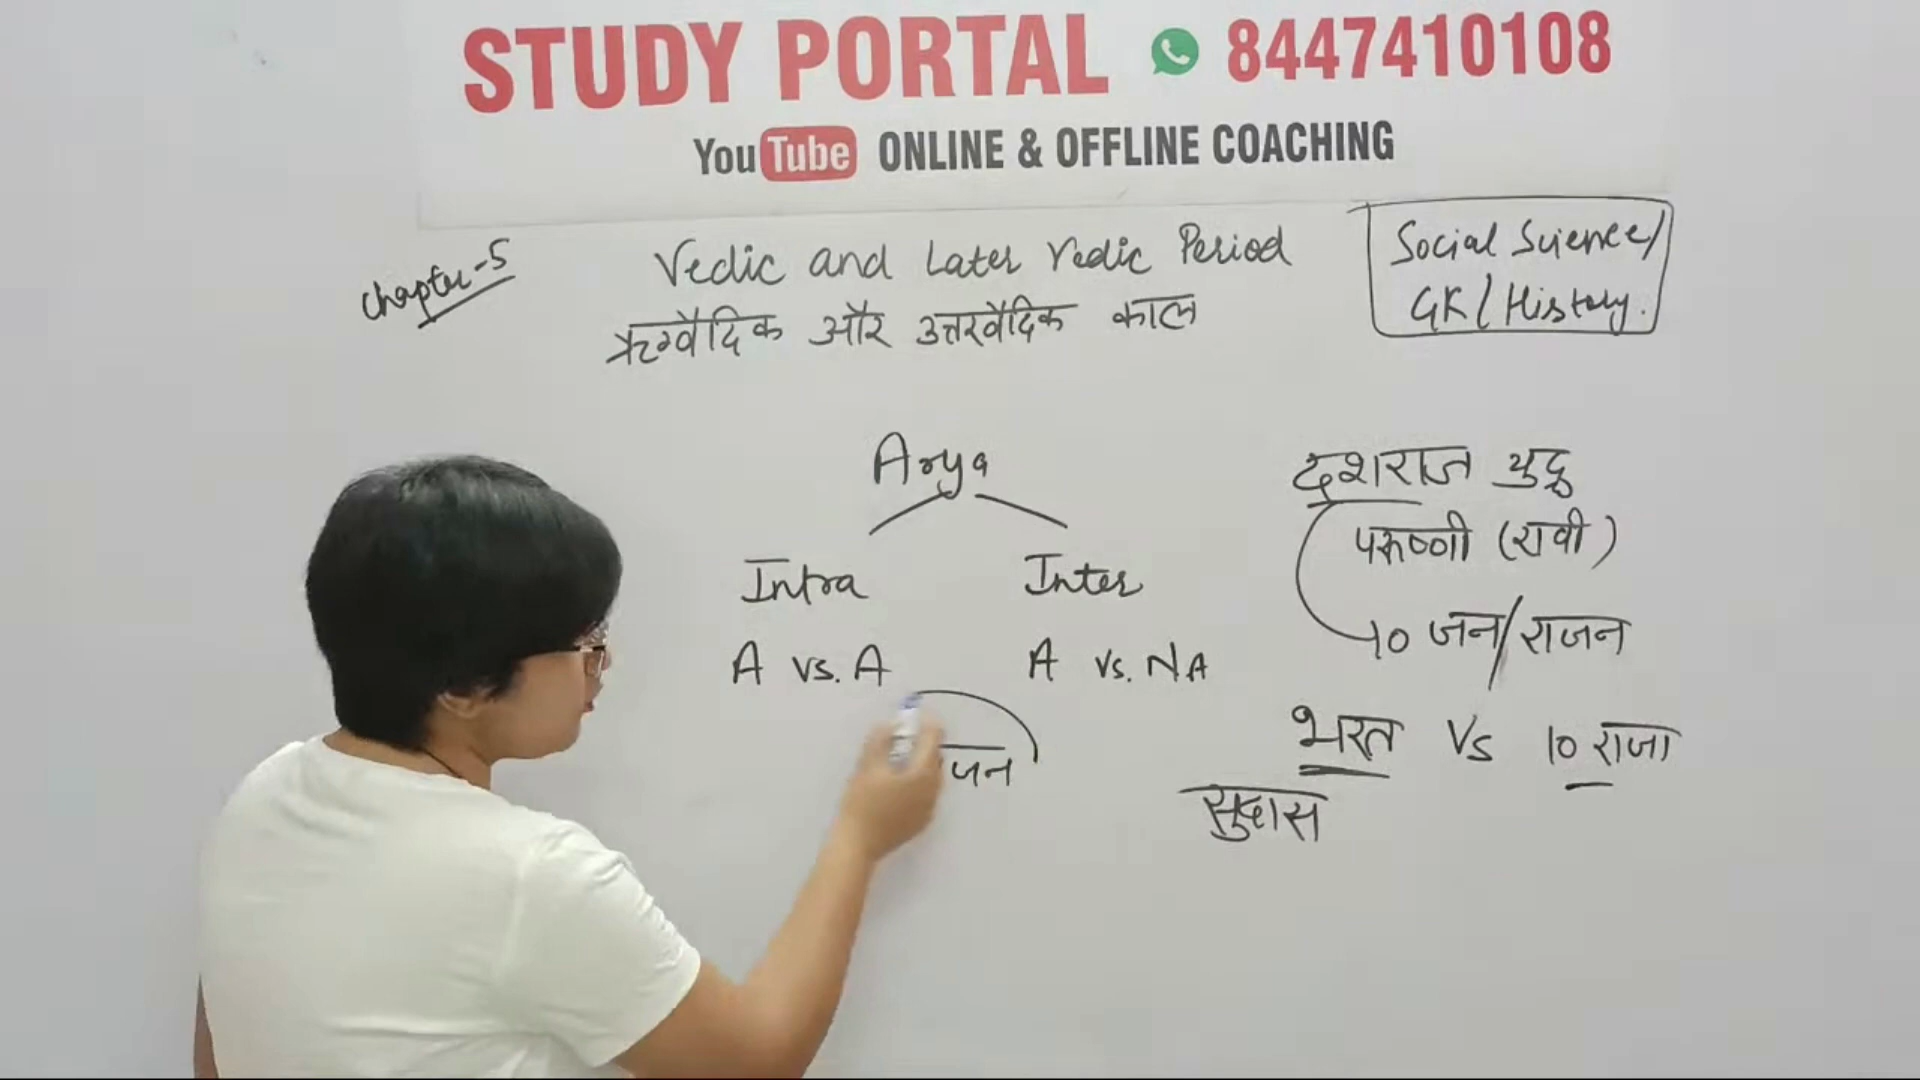 STUDY PORTAL 8447410108
YouTube ONLINE & OFFLINE COACHING
Chapter-5
Vedic and Later Vedic Period
ऋग्वैदिक और उत्तरवैदिक काल
Social Science/
GK/History.
Arya
Intra Inter
A vs. A A vs. NA
जन
दशराज युद्ध
परूष्णी (रावी)
10 जन/राजन
भरत Vs 10 राजा
सुदास